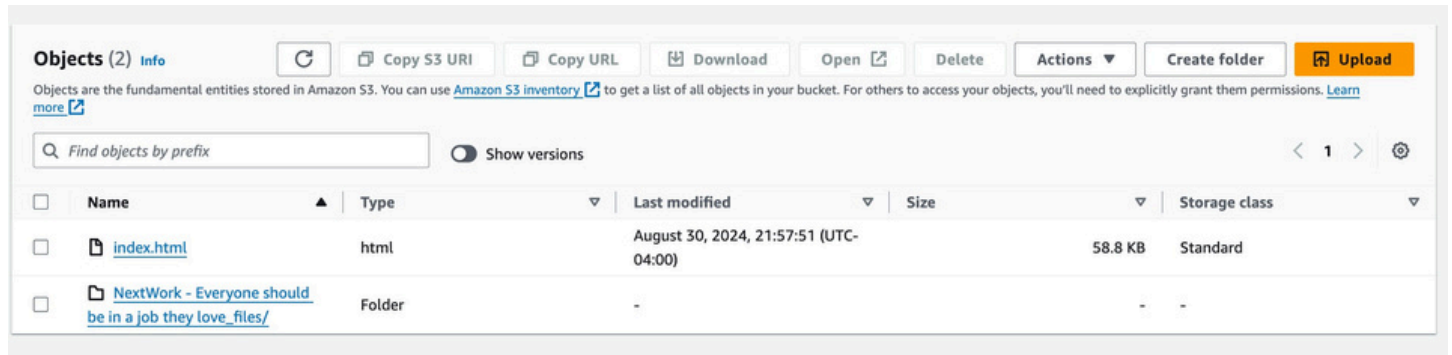 Objects (2) Info Copy S3 URI Copy URL Download Open Delete Actions Create folder Upload
Objects are the fundamental entities stored in Amazon S3. You can use Amazon S3 inventory to get a list of all objects in your bucket. For others to access your objects, you'll need to explicitly grant them permissions. Learn
more
Find objects by prefix Show versions 1
Name Type Last modified Size Storage class
index.html html August 30, 2024, 21:57:51 (UTC-
04:00) 58.8 KB Standard
NextWork - Everyone should
be in a job they love_files/ Folder - - -